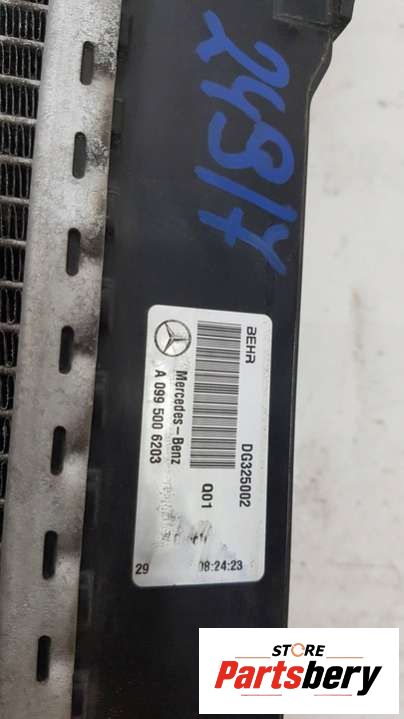 24817
BEHR
DG325002
Q01
Mercedes-Benz
A 099 500 6203
29
08:24:23
STORE
Partsbery